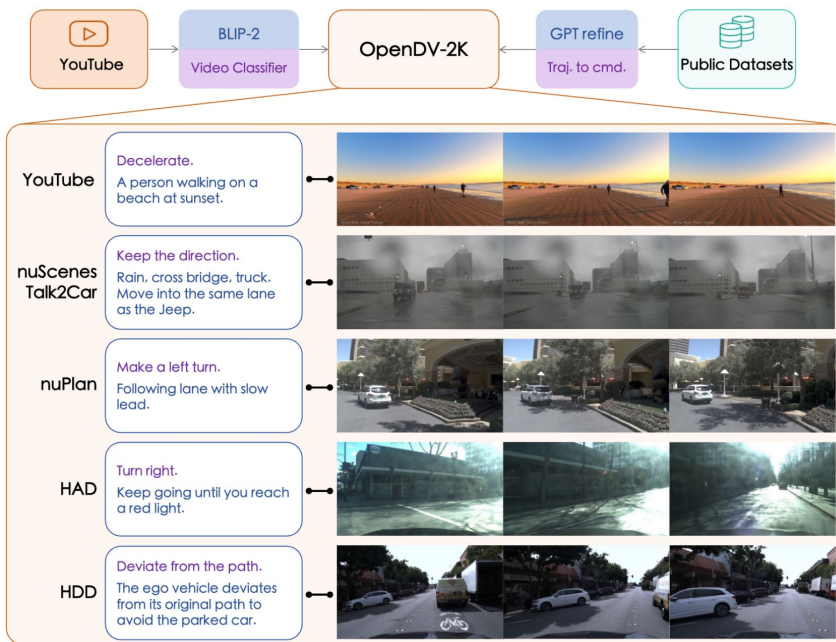 YouTube
BLIP-2
Video Classifier
OpenDV-2K
GPT refine
Traj. to cmd.
Public Datasets
YouTube
Decelerate.
A person walking on a
beach at sunset.
nuScenes
Talk2Car
Keep the direction.
Rain, cross bridge, truck.
Move into the same lane
as the Jeep.
nuPlan
Make a left turn.
Following lane with slow
lead.
HAD
Turn right.
Keep going until you reach
a red light.
HDD
Deviate from the path.
The ego vehicle deviates
from its original path to
avoid the parked car.